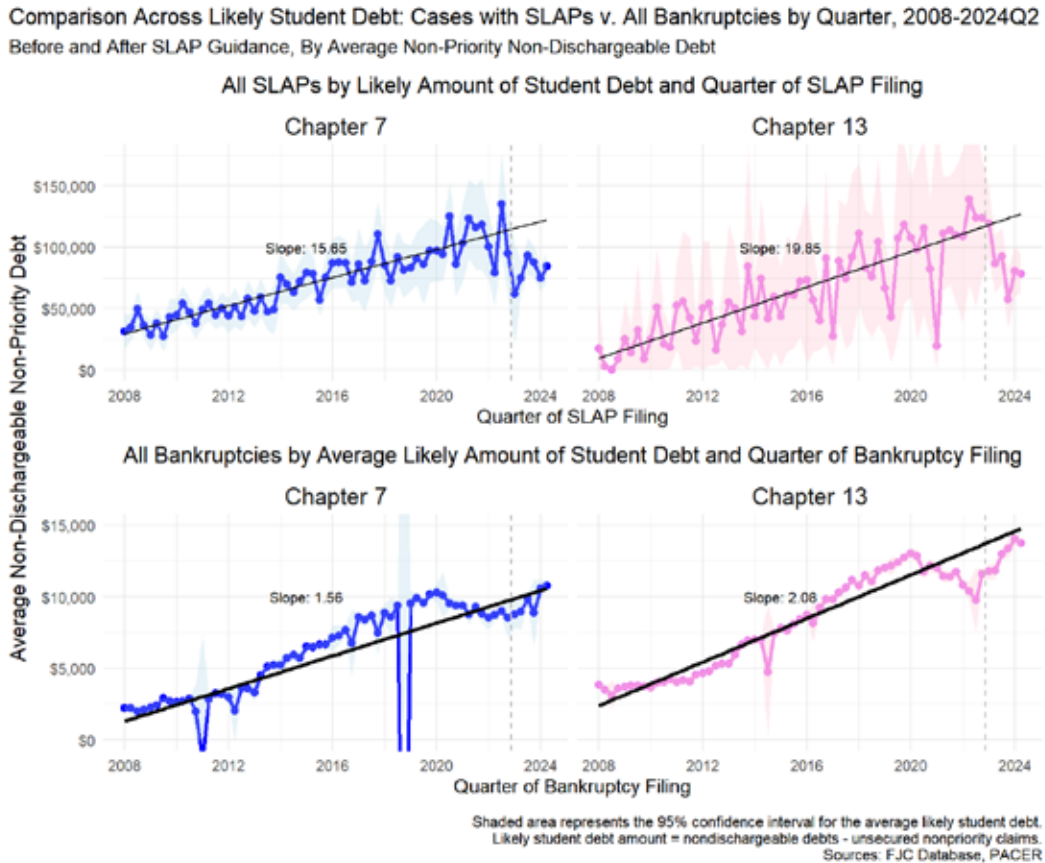 Comparison Across Likely Student Debt: Cases with SLAPs v. All Bankruptcies by Quarter, 2008-2024Q2
Before and After SLAP Guidance, By Average Non-Priority Non-Dischargeable Debt
All SLAPs by Likely Amount of Student Debt and Quarter of SLAP Filing
Chapter 7
Chapter 13
Average Non-Dischargeable Non-Priority Debt
$150,000
$100,000
$50,000
$0
Slope: 15.65
Slope: 19.85
2008 2012 2016 2020 2024
2008 2012 2016 2020 2024
Quarter of SLAP Filing
All Bankruptcies by Average Likely Amount of Student Debt and Quarter of Bankruptcy Filing
Chapter 7
Chapter 13
$15,000
$10,000
$5,000
$0
Slope: 1.56
Slope: 2.08
2008 2012 2016 2020 2024
2008 2012 2016 2020 2024
Quarter of Bankruptcy Filing
Shaded area represents the 95% confidence interval for the average likely student debt.
Likely student debt amount = nondischargeable debts - unsecured nonpriority claims.
Sources: FJC Database, PACER